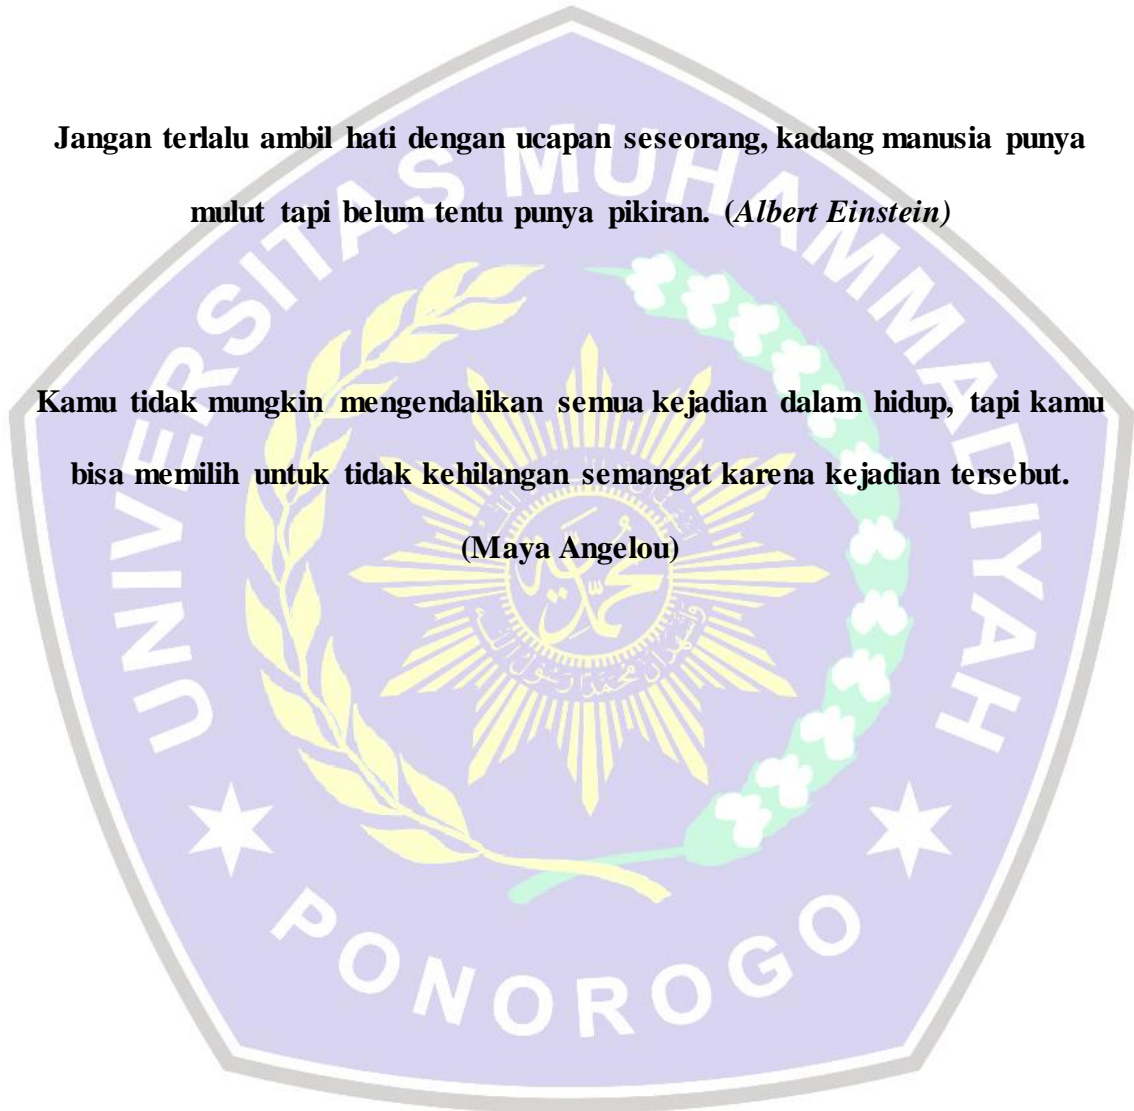 Jangan terlalu ambil hati dengan ucapan seseorang, kadang manusia punya
mulut tapi belum tentu punya pikiran. (Albert Einstein)
Kamu tidak mungkin mengendalikan semua kejadian dalam hidup, tapi kamu
bisa memilih untuk tidak kehilangan semangat karena kejadian tersebut.
(Maya Angelou)
UNIVERSITAS MUHAMMADIYAH
PONOROGO